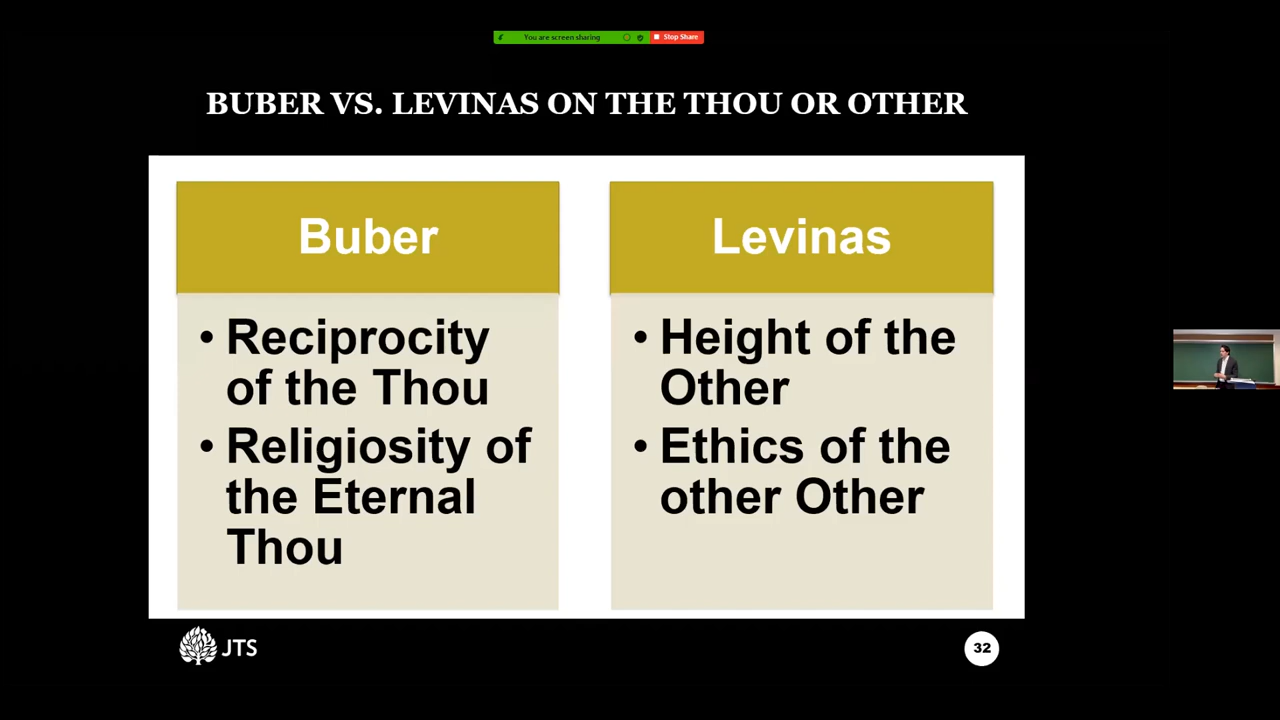 You are screen sharing
Stop Share
BUBER VS. LEVINAS ON THE THOU OR OTHER
Buber
• Reciprocity
of the Thou
• Religiosity of
the Eternal
Thou
Levinas
• Height of the
Other
• Ethics of the
other Other
JTS
32